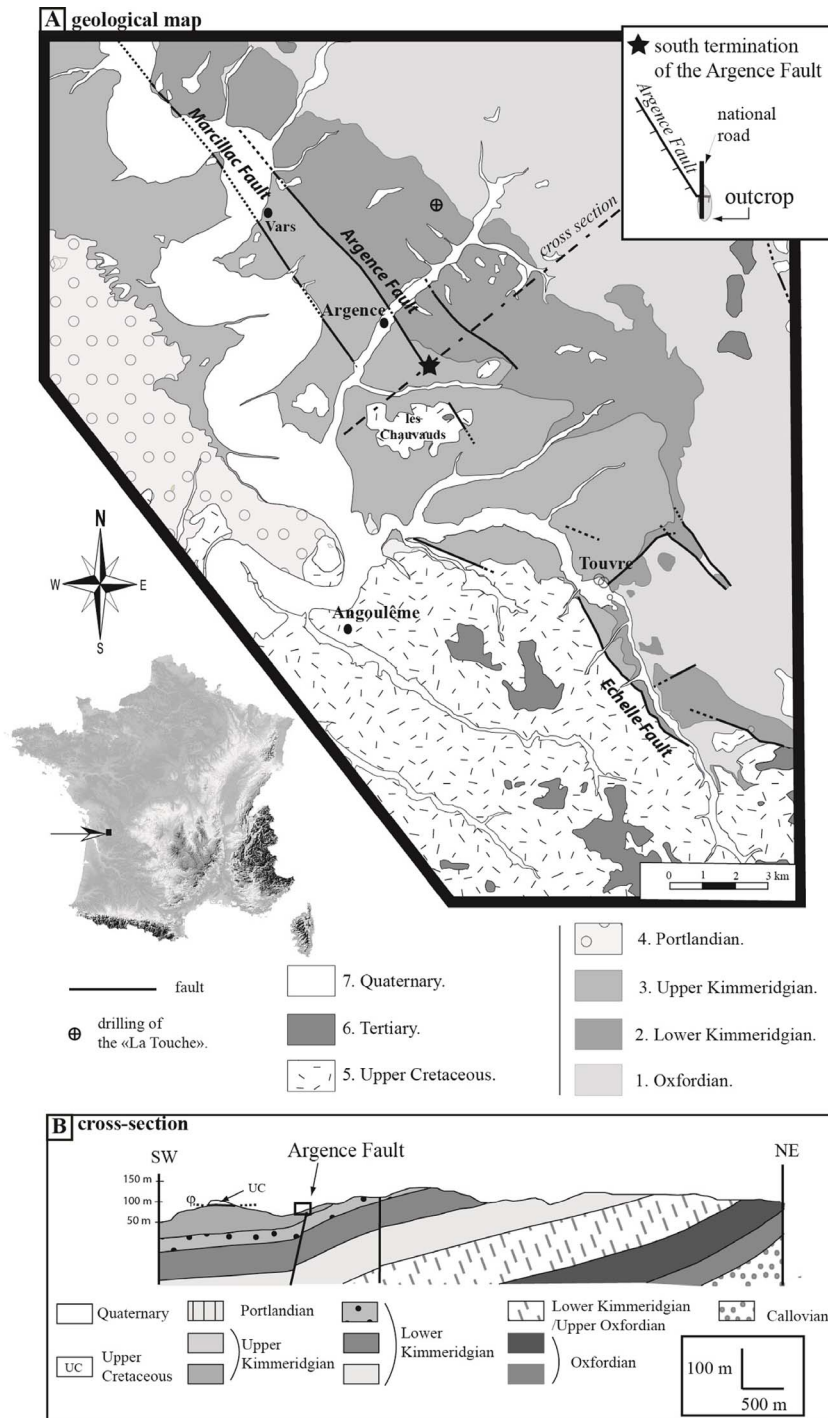 A geological map
south termination
of the Argence Fault
Argence Fault
national
road
outcrop
Marcillac Fault
Vars
Argence Fault
cross section
Argence
les
Chauvauds
N
W
E
S
Touvre
Angoulême
Echelle Fault
0 1 2 3 km
fault
drilling of
the «La Touche».
7. Quaternary.
6. Tertiary.
5. Upper Cretaceous.
4. Portlandian.
3. Upper Kimmeridgian.
2. Lower Kimmeridgian.
1. Oxfordian.
B cross-section
SW
Argence Fault
NE
150 m
100 m
50 m
φ
UC
Quaternary
Portlandian
Lower Kimmeridgian
/Upper Oxfordian
Callovian
UC
Upper
Cretaceous
Upper
Kimmeridgian
Lower
Kimmeridgian
Oxfordian
100 m
500 m